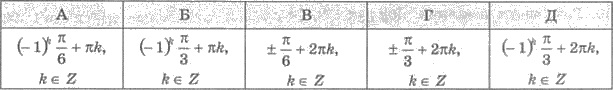 А Б В Г Д
(−1)^k π/6 + πk, (−1)^k π/3 + πk, ± π/6 + 2πk, ± π/3 + 2πk, (−1)^k π/3 + 2πk,
k ∈ Z k ∈ Z k ∈ Z k ∈ Z k ∈ Z